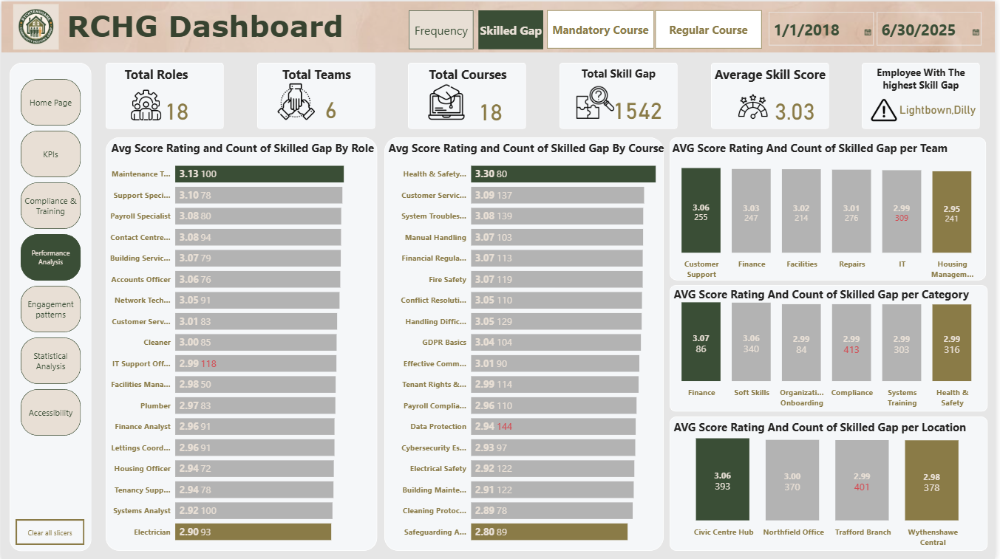 RCHG Dashboard
Frequency
Skilled Gap
Mandatory Course
Regular Course
1/1/2018
6/30/2025
Home Page
KPIs
Compliance &
Training
Performance
Analysis
Engagement
patterns
Statistical
Analysis
Accessibility
Clear all slicers
Total Roles
18
Total Teams
6
Total Courses
18
Total Skill Gap
1542
Average Skill Score
3.03
Employee With The
highest Skill Gap
Lightbown,Dilly
Avg Score Rating and Count of Skilled Gap By Role
Maintenance T... 3.13 100
Support Speci... 3.10 78
Payroll Specialist 3.08 80
Contact Centre... 3.08 94
Building Servic... 3.07 79
Accounts Officer 3.06 76
Network Tech... 3.05 91
Customer Serv... 3.01 83
Cleaner 3.00 85
IT Support Off... 2.99 118
Facilities Mana... 2.98 50
Plumber 2.97 83
Finance Analyst 2.96 91
Lettings Coord... 2.96 91
Housing Officer 2.94 72
Tenancy Supp... 2.94 78
Systems Analyst 2.92 100
Electrician 2.90 93
Avg Score Rating and Count of Skilled Gap By Course
Health & Safety... 3.30 80
Customer Servic... 3.09 137
System Troubles... 3.08 139
Manual Handling 3.07 103
Financial Regula... 3.07 113
Fire Safety 3.07 119
Conflict Resoluti... 3.05 110
Handling Diffic... 3.05 129
GDPR Basics 3.04 104
Effective Comm... 3.01 90
Tenant Rights &... 2.99 114
Payroll Complia... 2.96 110
Data Protection 2.94 144
Cybersecurity Es... 2.93 97
Electrical Safety 2.92 122
Building Mainte... 2.91 122
Cleaning Protoc... 2.89 78
Safeguarding A... 2.80 89
AVG Score Rating And Count of Skilled Gap per Team
3.06 3.03 3.02 3.01 2.99 2.95
255 247 214 276 309 241
Customer Finance Facilities Repairs IT Housing
Support Managem...
AVG Score Rating And Count of Skilled Gap per Category
3.07 3.06 2.99 2.99 2.99 2.99
86 340 84 413 303 316
Finance Soft Skills Organizati... Compliance Systems Health &
Onboarding Training Safety
AVG Score Rating And Count of Skilled Gap per Location
3.06 3.00 2.99 2.98
393 370 401 378
Civic Centre Hub Northfield Office Trafford Branch Wythenshawe
Central